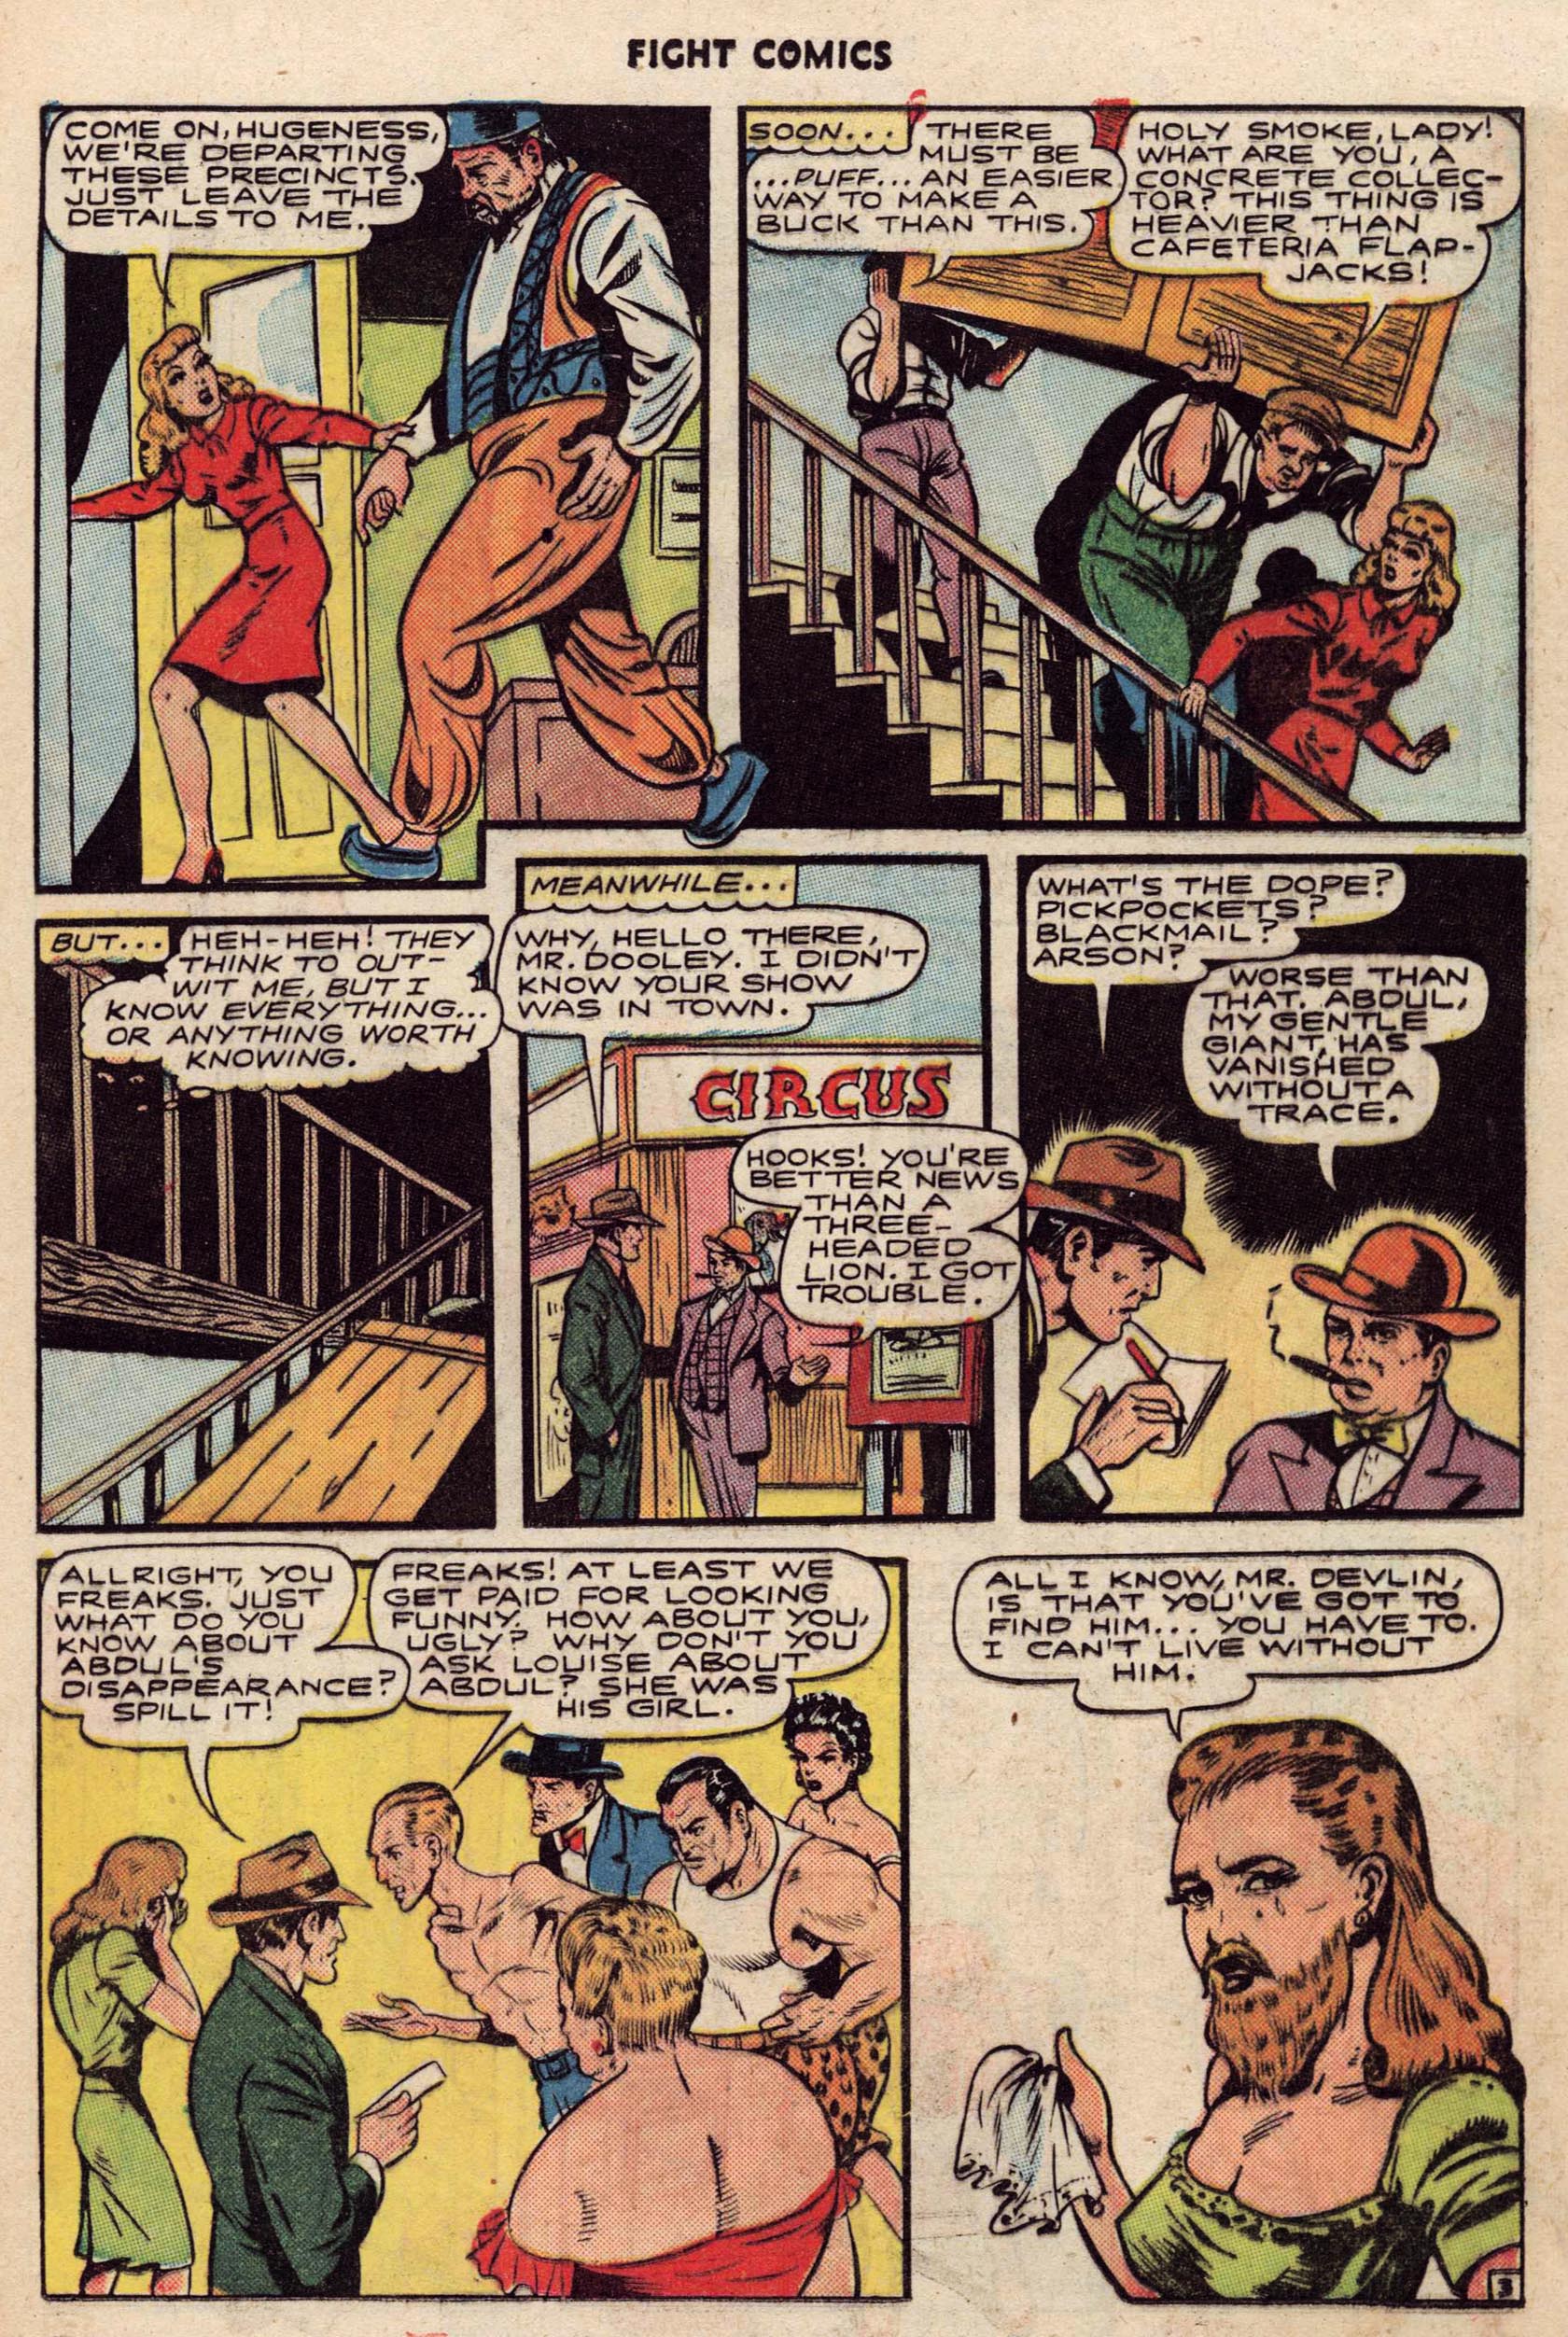 FIGHT COMICS
COME ON, HUGENESS,
WE'RE DEPARTING
THESE PRECINCTS.
JUST LEAVE THE
DETAILS TO ME.
SOON...
THERE
MUST BE
...PUFF... AN EASIER
WAY TO MAKE A
BUCK THAN THIS.
HOLY SMOKE, LADY!
WHAT ARE YOU, A
CONCRETE COLLEC-
TOR? THIS THING IS
HEAVIER THAN
CAFETERIA FLAP-
JACKS!
BUT...
HEH-HEH! THEY
THINK TO OUT-
WIT ME, BUT I
KNOW EVERYTHING...
OR ANYTHING WORTH
KNOWING.
MEANWHILE...
WHY, HELLO THERE,
MR. DOOLEY. I DIDN'T
KNOW YOUR SHOW
WAS IN TOWN.
CIRCUS
HOOKS! YOU'RE
BETTER NEWS
THAN A
THREE-
HEADED
LION. I GOT
TROUBLE.
WHAT'S THE DOPE?
PICKPOCKETS?
BLACKMAIL?
ARSON?
WORSE THAN
THAT. ABDUL,
MY GENTLE
GIANT, HAS
VANISHED
WITHOUT A
TRACE.
ALLRIGHT, YOU
FREAKS. JUST
WHAT DO YOU
KNOW ABOUT
ABDUL'S
DISAPPEARANCE?
SPILL IT!
FREAKS! AT LEAST WE
GET PAID FOR LOOKING
FUNNY. HOW ABOUT YOU,
UGLY? WHY DON'T YOU
ASK LOUISE ABOUT
ABDUL? SHE WAS
HIS GIRL.
ALL I KNOW, MR. DEVLIN,
IS THAT YOU'VE GOT TO
FIND HIM... YOU HAVE TO.
I CAN'T LIVE WITHOUT
HIM.
3